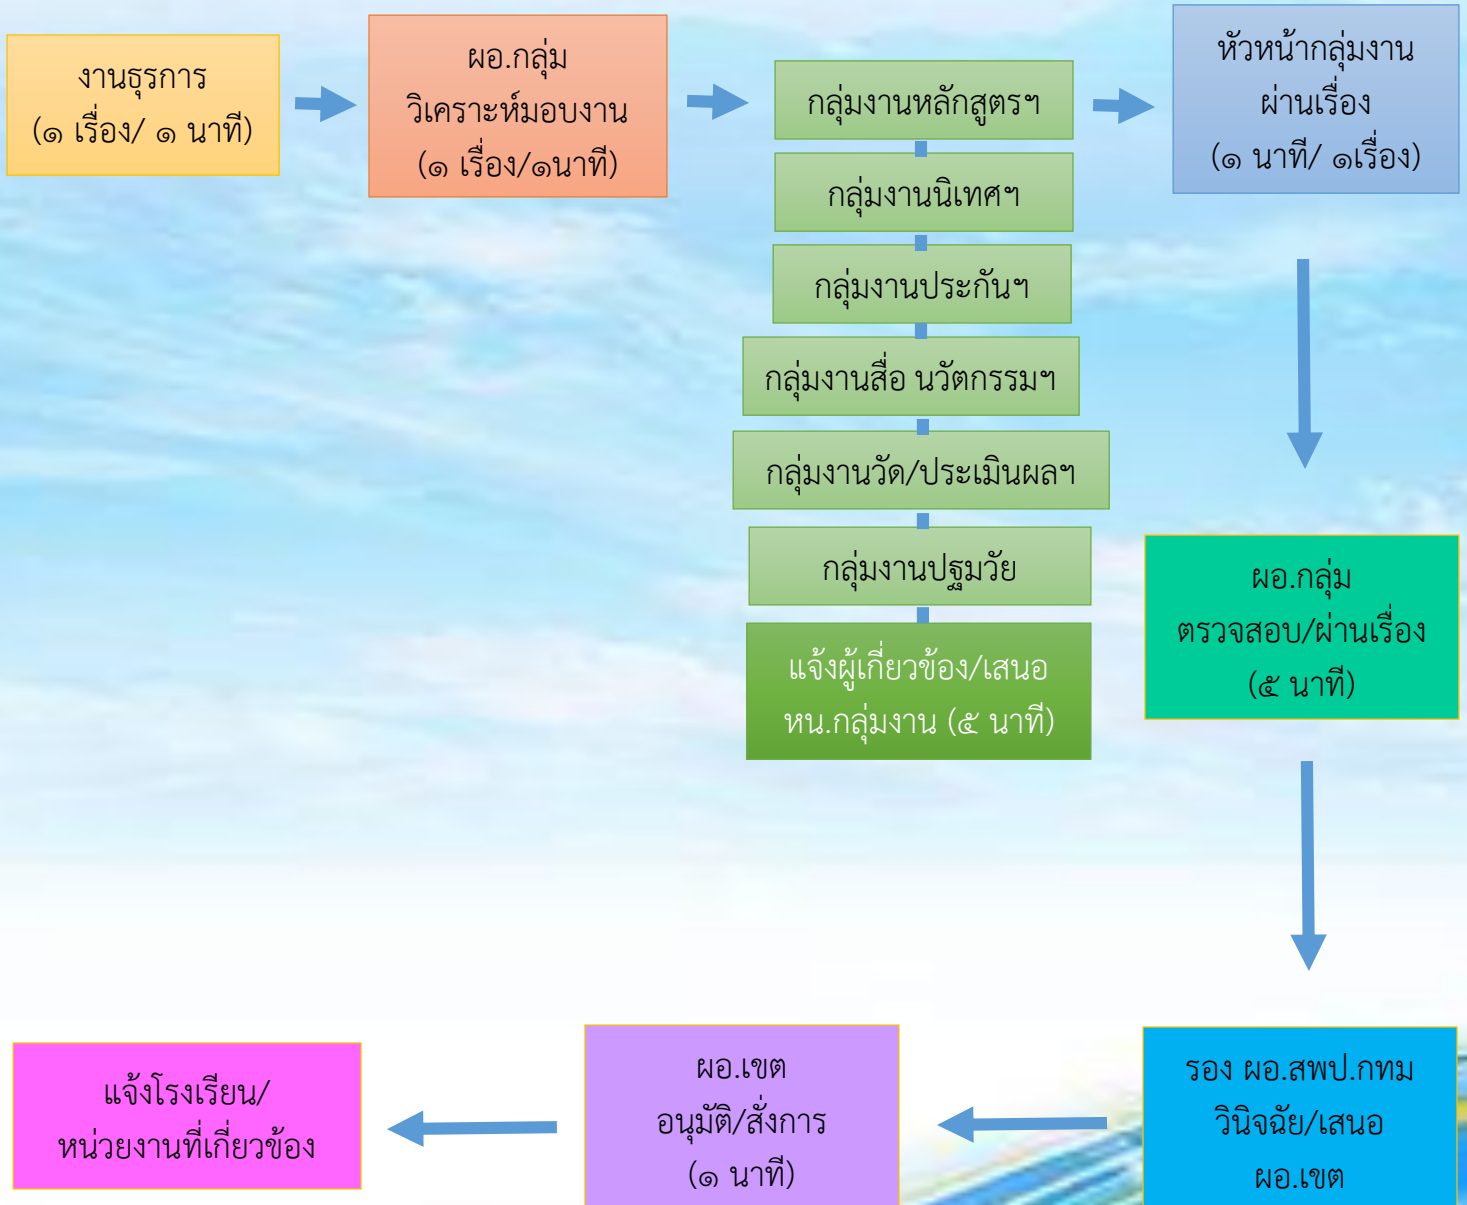 งานธุรการ
(๑ เรื่อง/ ๑ นาที)
ผอ.กลุ่ม
วิเคราะห์มอบงาน
(๑ เรื่อง/๑นาที)
กลุ่มงานหลักสูตรฯ
กลุ่มงานนิเทศฯ
กลุ่มงานประกันฯ
กลุ่มงานสื่อ นวัตกรรมฯ
กลุ่มงานวัด/ประเมินผลฯ
กลุ่มงานปฐมวัย
แจ้งผู้เกี่ยวข้อง/เสนอ
หน.กลุ่มงาน (๕ นาที)
หัวหน้ากลุ่มงาน
ผ่านเรื่อง
(๑ นาที/ ๑เรื่อง)
ผอ.กลุ่ม
ตรวจสอบ/ผ่านเรื่อง
(๕ นาที)
รอง ผอ.สพป.กทม
วินิจฉัย/เสนอ
ผอ.เขต
ผอ.เขต
อนุมัติ/สั่งการ
(๑ นาที)
แจ้งโรงเรียน/
หน่วยงานที่เกี่ยวข้อง